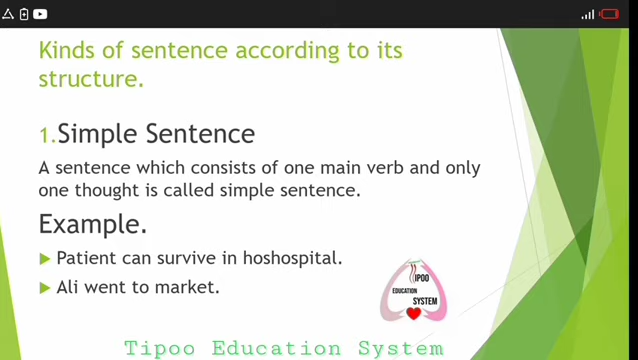 Kinds of sentence according to its
structure.
1.Simple Sentence
A sentence which consists of one main verb and only
one thought is called simple sentence.
Example.
Patient can survive in hoshospital.
Ali went to market.
TIPOO
EDUCATION
SYSTEM
Tipoo Education System